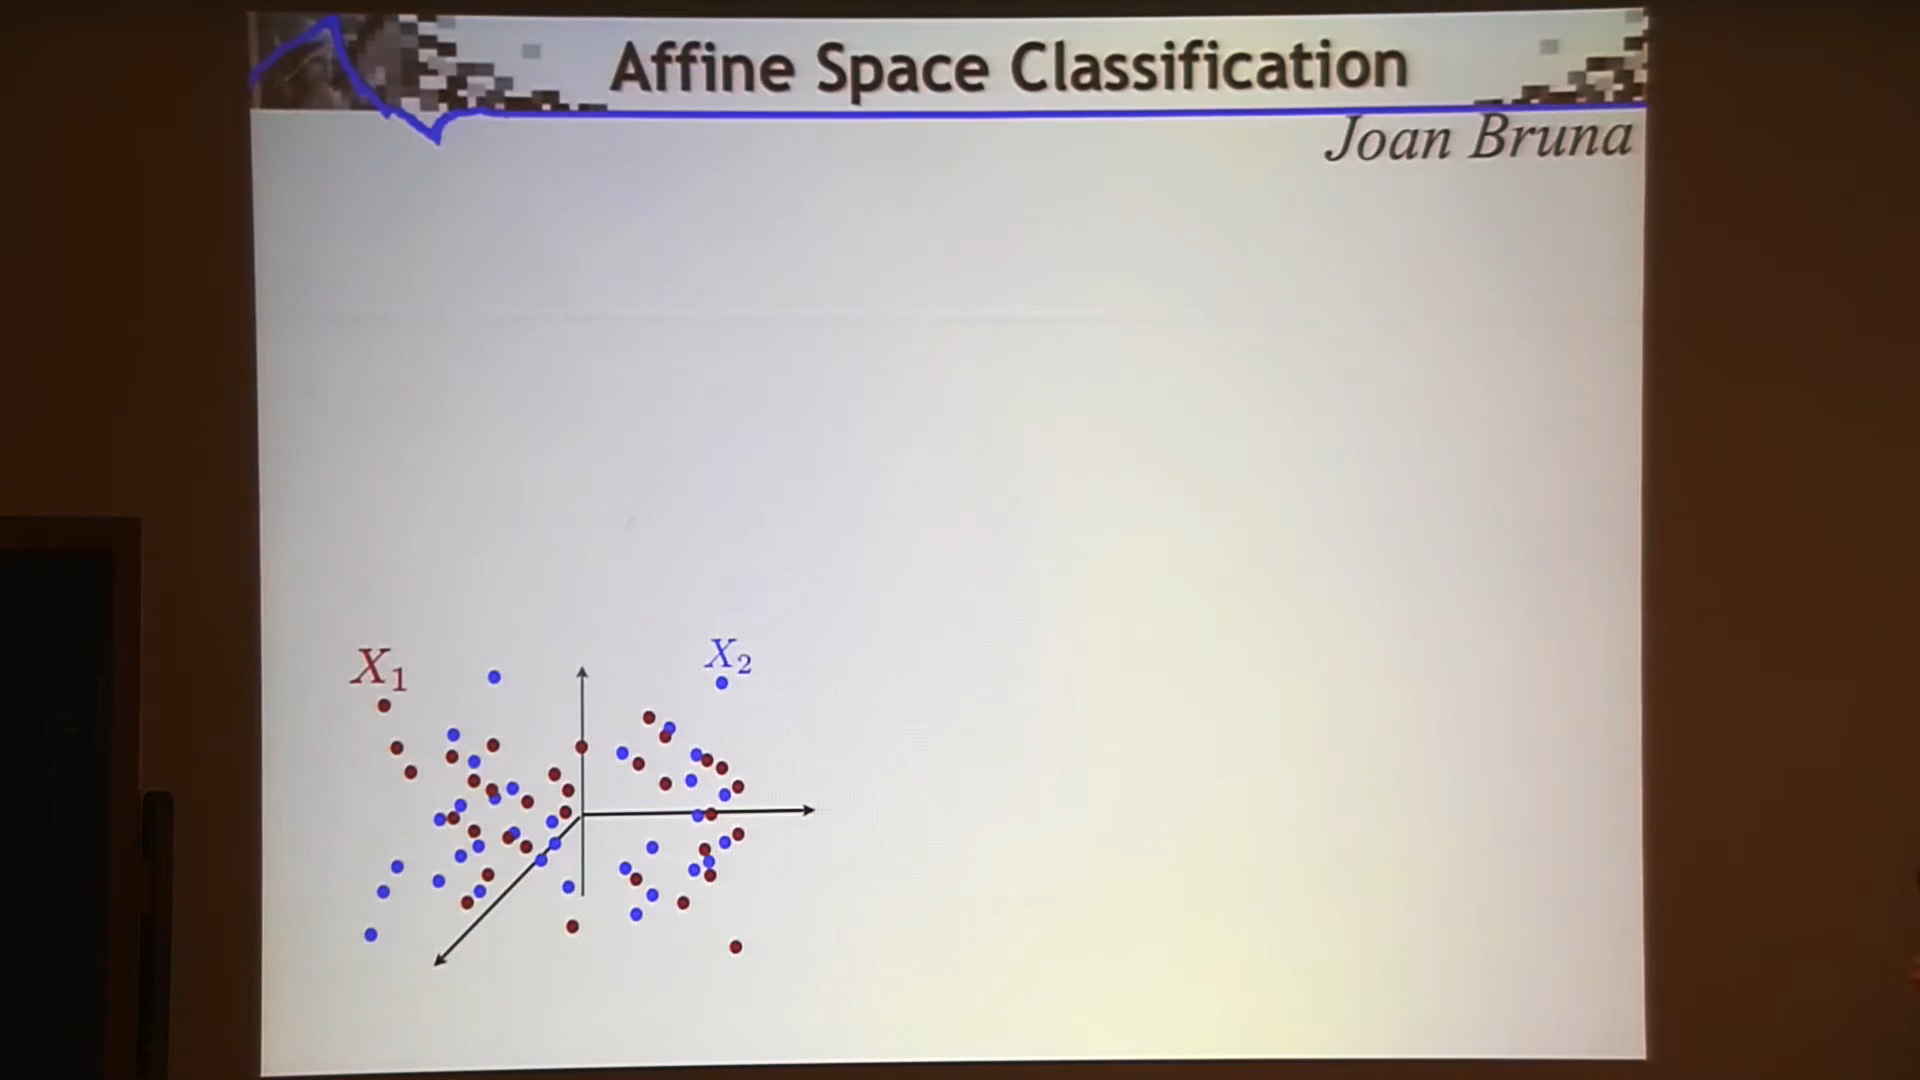 Affine Space Classification
Joan Bruna
X₁
X₂